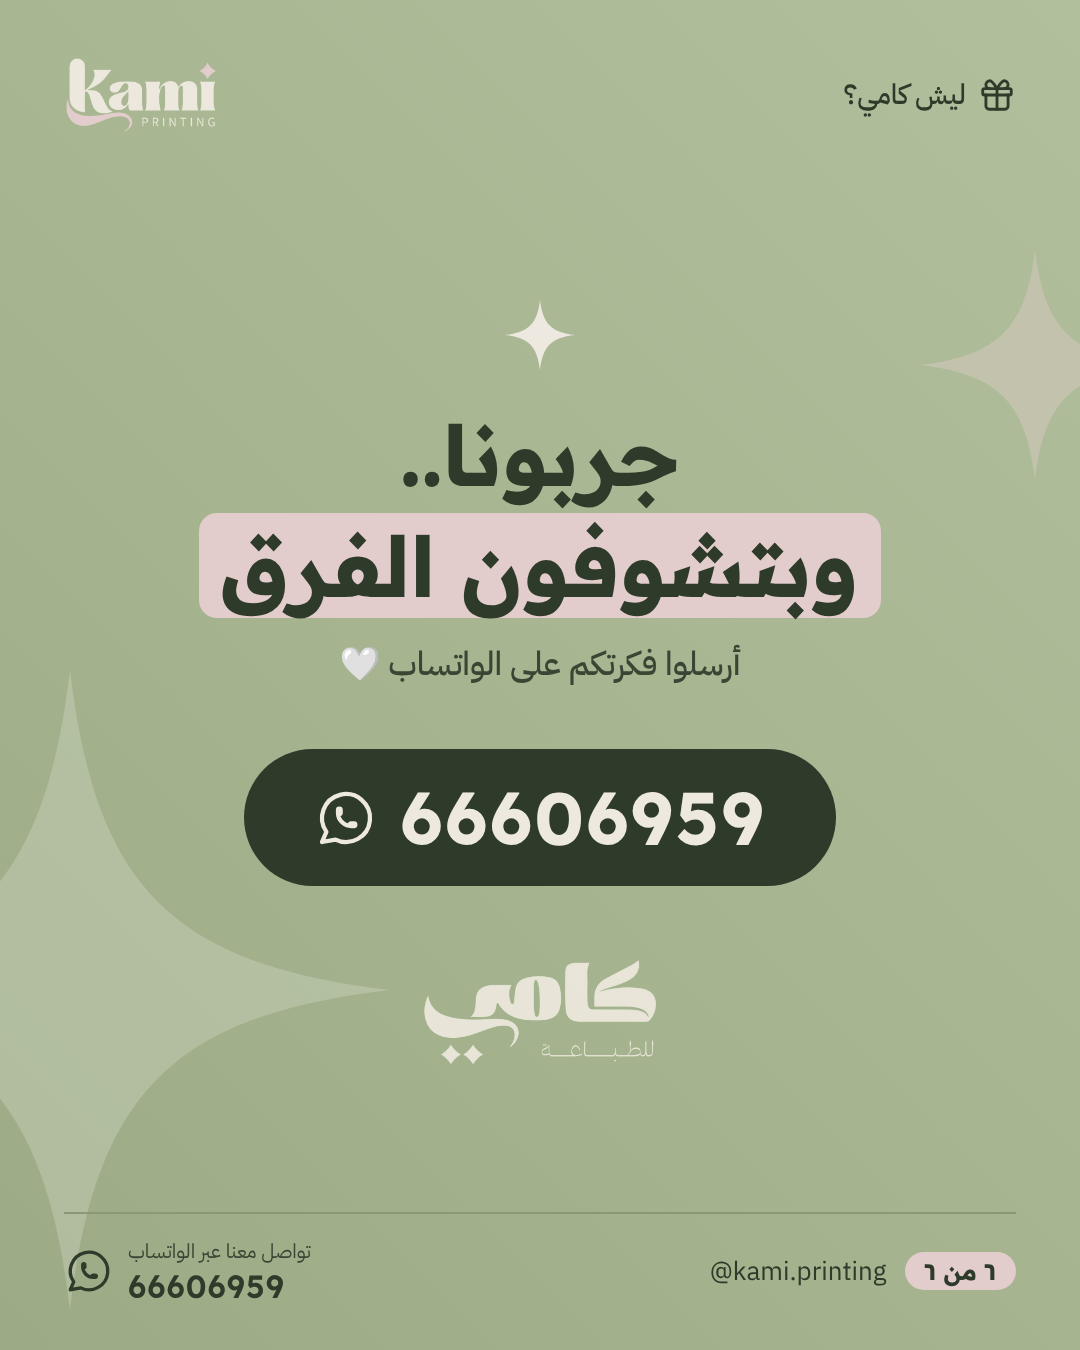 Kami
PRINTING
ليش كامي؟
جربونا..
وبتشوفون الفرق
أرسلوا فكرتكم على الواتساب 🤍
66606959
كامي
للطبـاعـة
تواصل معنا عبر الواتساب
66606959
@kami.printing
٦ من ٦